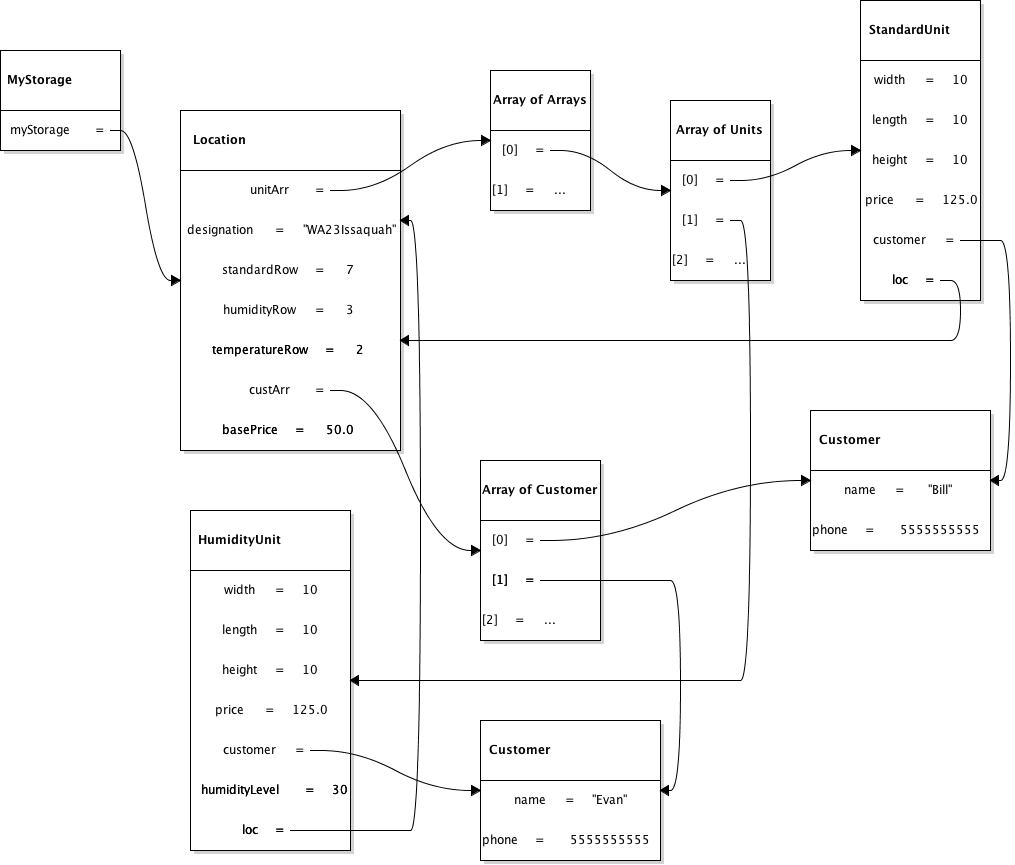 MyStorage
myStorage =
Location
unitArr =
designation = "WA23Issaquah"
standardRow = 7
humidityRow = 3
temperatureRow = 2
custArr =
basePrice = 50.0
Array of Arrays
[0] =
[1] = ...
Array of Units
[0] =
[1] =
[2] = ...
StandardUnit
width = 10
length = 10
height = 10
price = 125.0
customer =
loc =
Customer
name = "Bill"
phone = 5555555555
Array of Customer
[0] =
[1] =
[2] = ...
HumidityUnit
width = 10
length = 10
height = 10
price = 125.0
customer =
humidityLevel = 30
loc =
Customer
name = "Evan"
phone = 5555555555